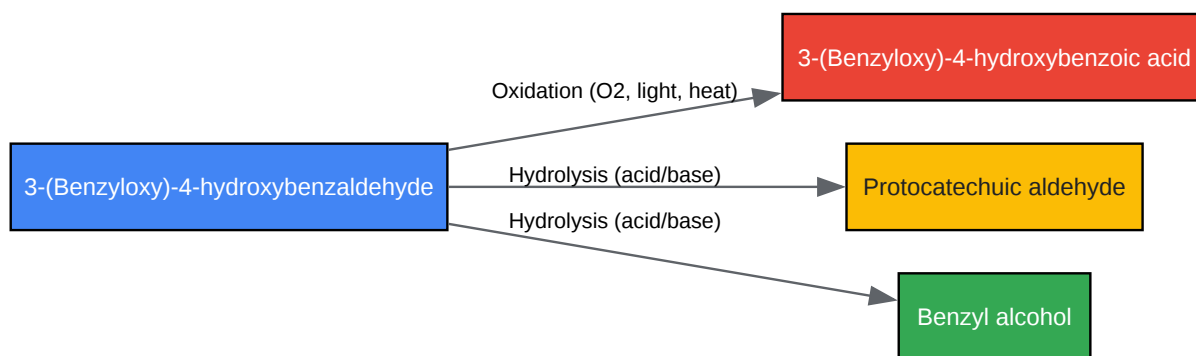 3-(Benzyloxy)-4-hydroxybenzoic acid
Oxidation (O2, light, heat)
3-(Benzyloxy)-4-hydroxybenzaldehyde
Hydrolysis (acid/base)
Protocatechuic aldehyde
Hydrolysis (acid/base)
Benzyl alcohol